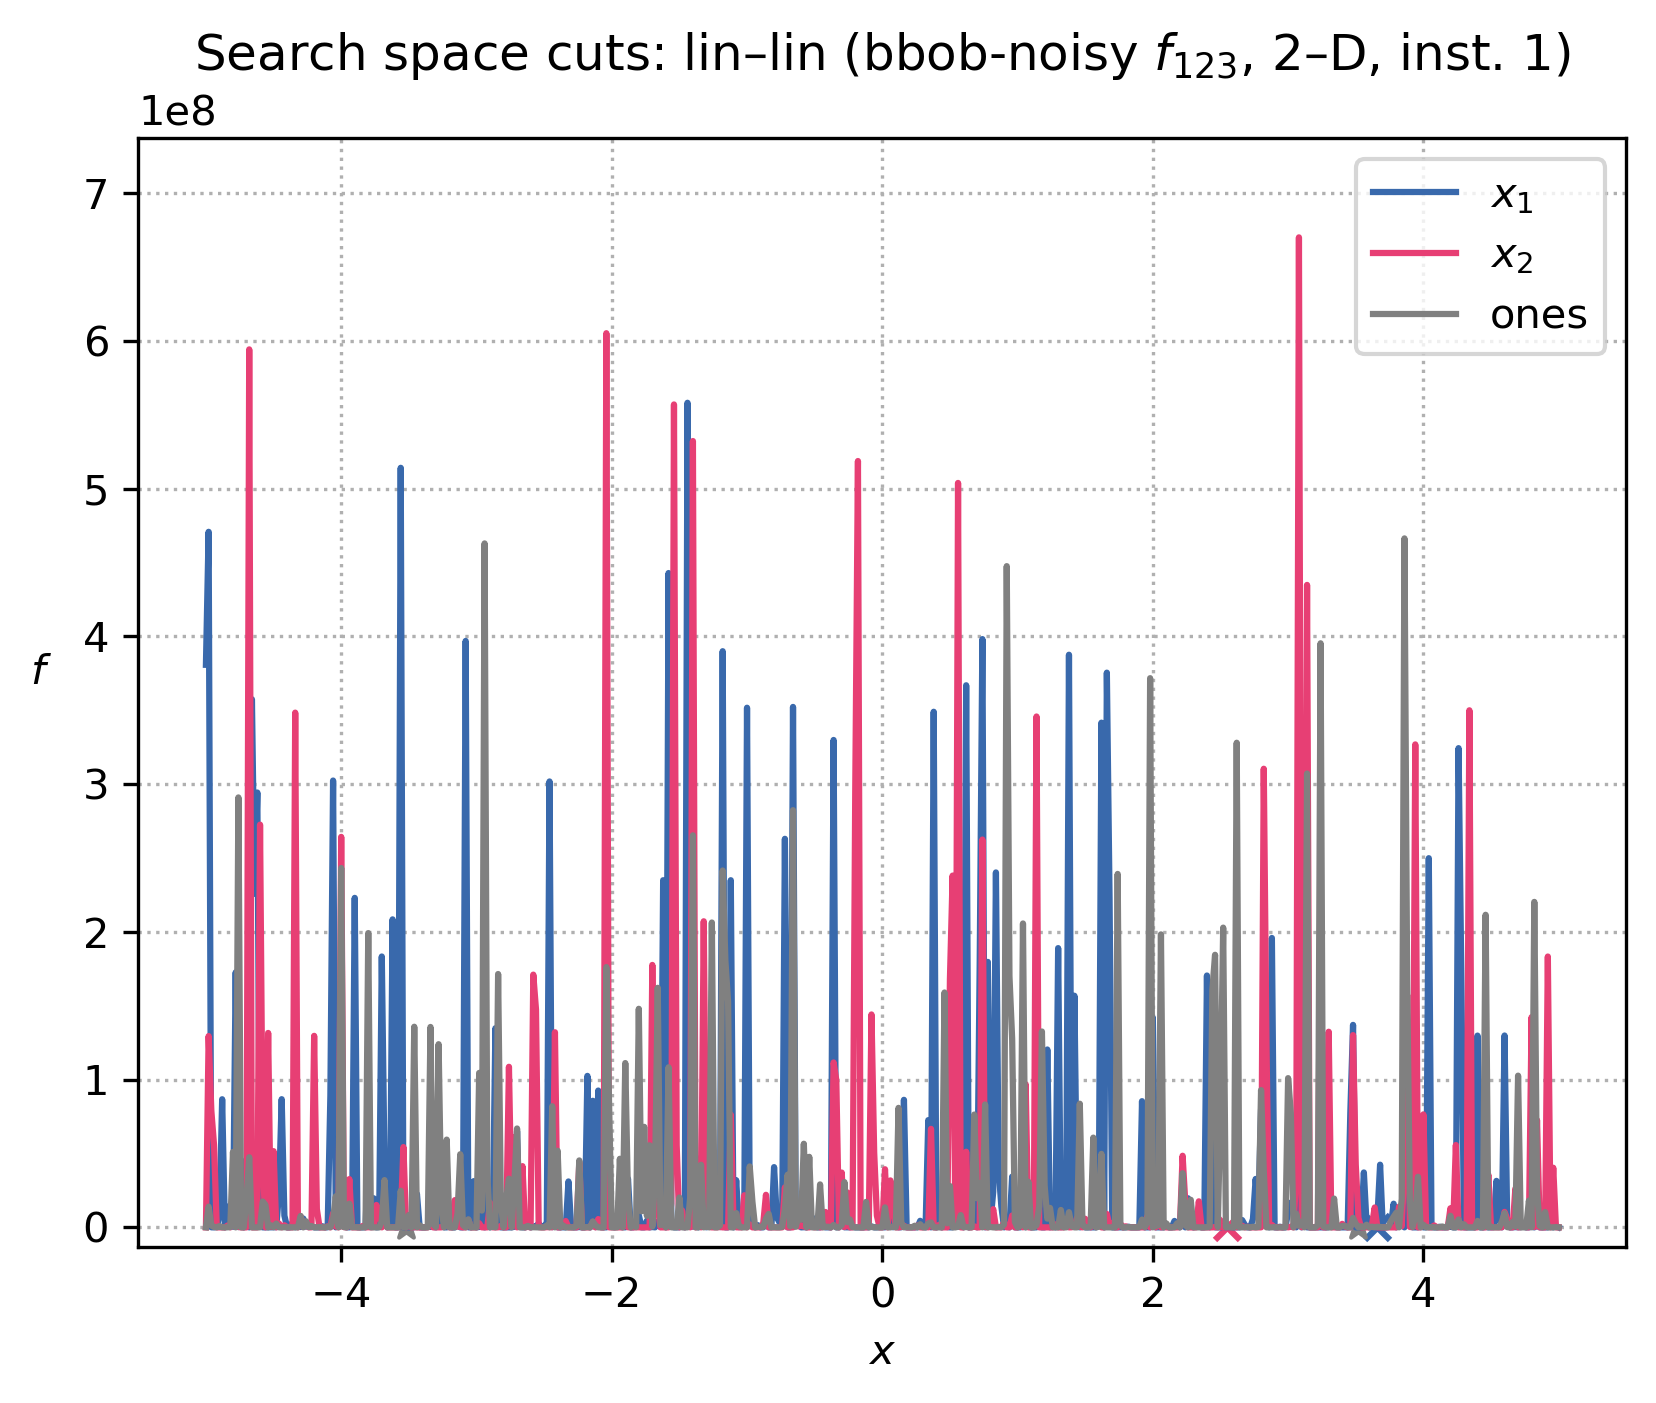 Search space cuts: lin–lin (bbob-noisy f₁₂₃, 2–D, inst. 1)
1e8
7
6
5
4
3
2
1
0
f
−4
−2
0
2
4
x
x₁
x₂
ones